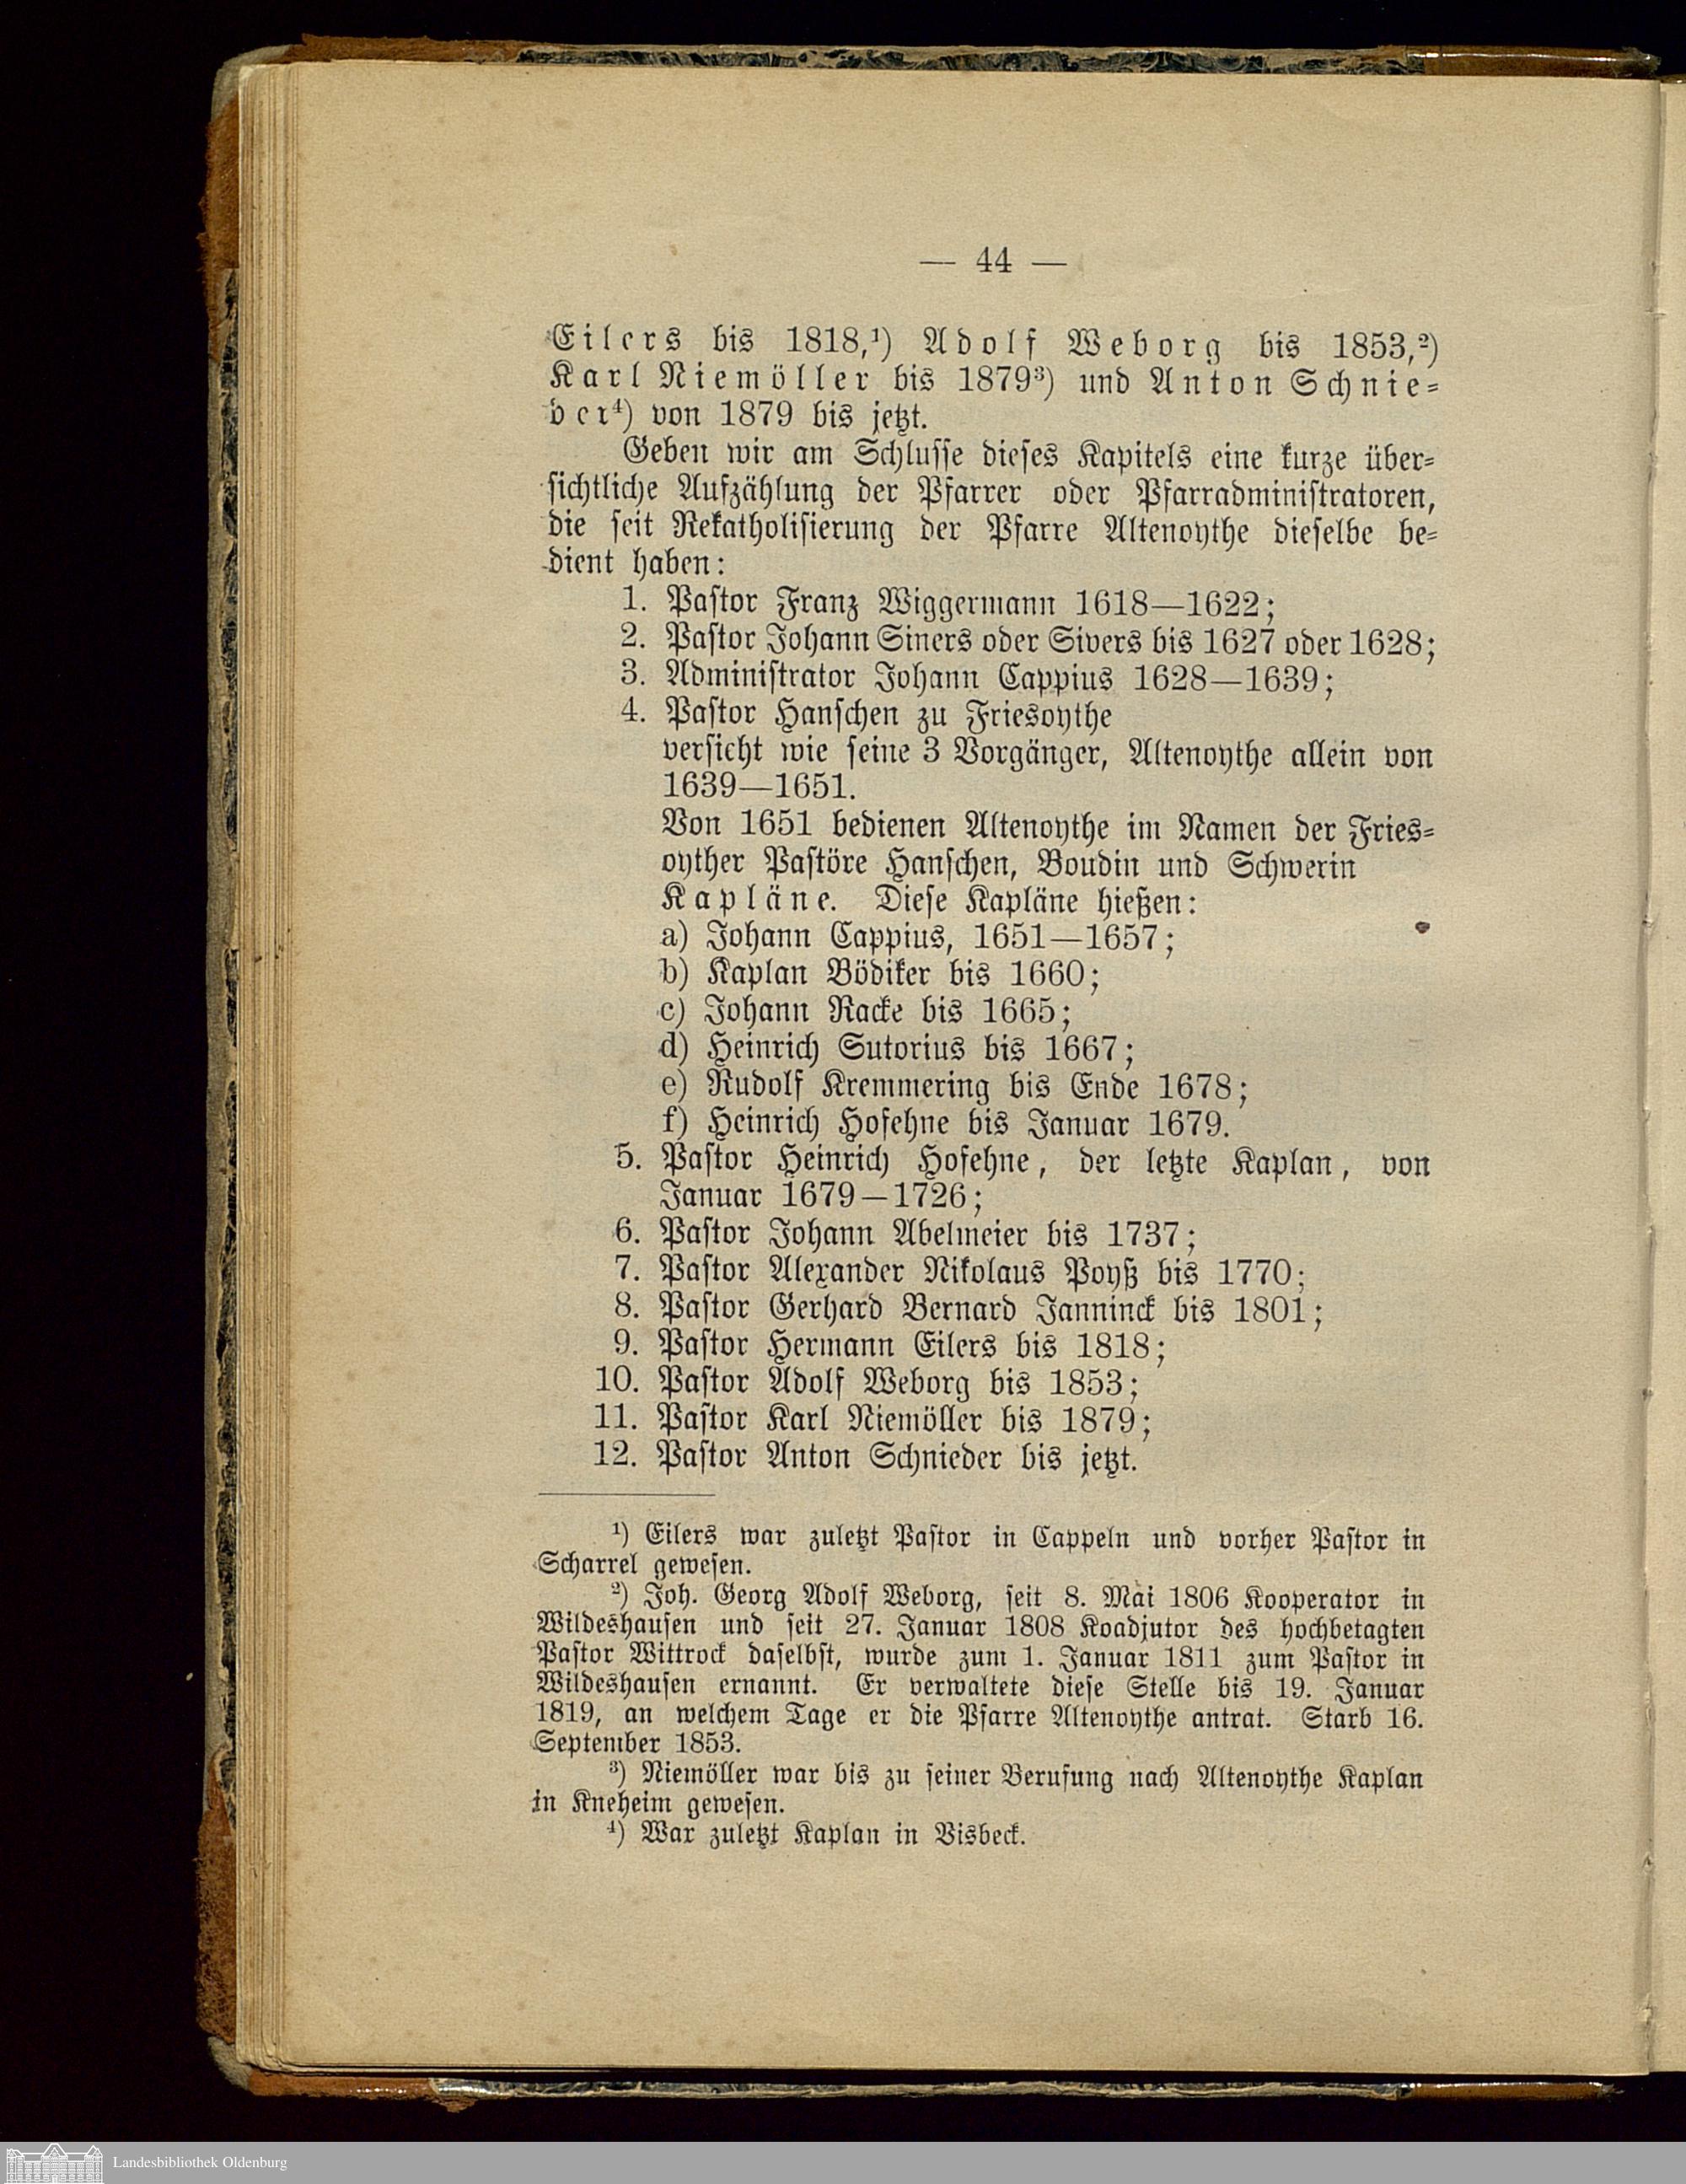 — 44 —
Eilers bis 1818,¹) Adolf Weborg bis 1853,²)
Karl Niemöller bis 1879³) und Anton Schnie-
der⁴) von 1879 bis jetzt.
Geben wir am Schlusse dieses Kapitels eine kurze über-
sichtliche Aufzählung der Pfarrer oder Pfarradministratoren,
die seit Rekatholisierung der Pfarre Altenoythe dieselbe be-
dient haben:
1. Pastor Franz Wiggermann 1618—1622;
2. Pastor Johann Siners oder Sivers bis 1627 oder 1628;
3. Administrator Johann Cappius 1628—1639;
4. Pastor Hanschen zu Friesoythe
versieht wie seine 3 Vorgänger, Altenoythe allein von
1639—1651.
Von 1651 bedienen Altenoythe im Namen der Fries-
oyther Pastöre Hanschen, Boudin und Schwerin
Kapläne. Diese Kapläne hießen:
a) Johann Cappius, 1651—1657;
b) Kaplan Bödiker bis 1660;
c) Johann Racke bis 1665;
d) Heinrich Sutorius bis 1667;
e) Rudolf Kremmering bis Ende 1678;
f) Heinrich Hofehne bis Januar 1679.
5. Pastor Heinrich Hofehne, der letzte Kaplan, von
Januar 1679—1726;
6. Pastor Johann Abelmeier bis 1737;
7. Pastor Alexander Nikolaus Poyß bis 1770;
8. Pastor Gerhard Bernard Janninck bis 1801;
9. Pastor Hermann Eilers bis 1818;
10. Pastor Adolf Weborg bis 1853;
11. Pastor Karl Niemöller bis 1879;
12. Pastor Anton Schnieder bis jetzt.
¹) Eilers war zuletzt Pastor in Cappeln und vorher Pastor in
Scharrel gewesen.
²) Joh. Georg Adolf Weborg, seit 8. Mai 1806 Kooperator in
Wildeshausen und seit 27. Januar 1808 Koadjutor des hochbetagten
Pastor Wittrock daselbst, wurde zum 1. Januar 1811 zum Pastor in
Wildeshausen ernannt. Er verwaltete diese Stelle bis 19. Januar
1819, an welchem Tage er die Pfarre Altenoythe antrat. Starb 16.
September 1853.
³) Niemöller war bis zu seiner Berufung nach Altenoythe Kaplan
in Kneheim gewesen.
⁴) War zuletzt Kaplan in Visbeck.
Landesbibliothek Oldenburg